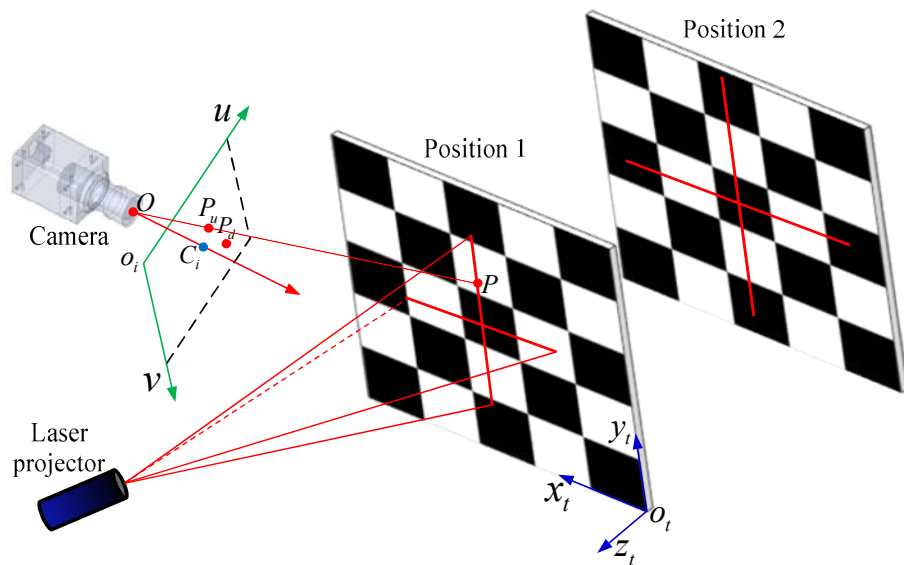 Position 2
u
Position 1
O
P_u
P_d
Camera
o_i
C_i
P
v
Laser
projector
y_t
x_t
o_t
z_t